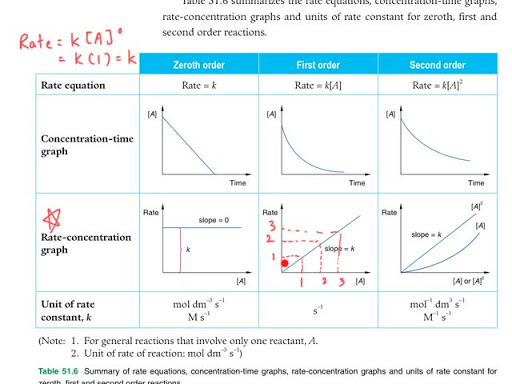 Table 51.6 summarizes the rate equations, concentration-time graphs,
rate-concentration graphs and units of rate constant for zeroth, first and
second order reactions.
Rate = k[A]⁰
= k(1) = k
Zeroth order First order Second order
Rate equation Rate = k Rate = k[A] Rate = k[A]²
Concentration-time
graph
[A] [A] [A]
Time Time Time
Rate-concentration
graph
Rate slope = 0 k [A]
Rate 3 2 1 slope = k 1 2 3 [A]
Rate slope = k [A]² [A] [A] or [A]²
Unit of rate
constant, k
mol dm⁻³ s⁻¹ s⁻¹ mol⁻¹ dm³ s⁻¹
M s⁻¹ M⁻¹ s⁻¹
(Note: 1. For general reactions that involve only one reactant, A.
2. Unit of rate of reaction: mol dm⁻³ s⁻¹)
Table 51.6 Summary of rate equations, concentration-time graphs, rate-concentration graphs and units of rate constant for
zeroth, first and second order reactions